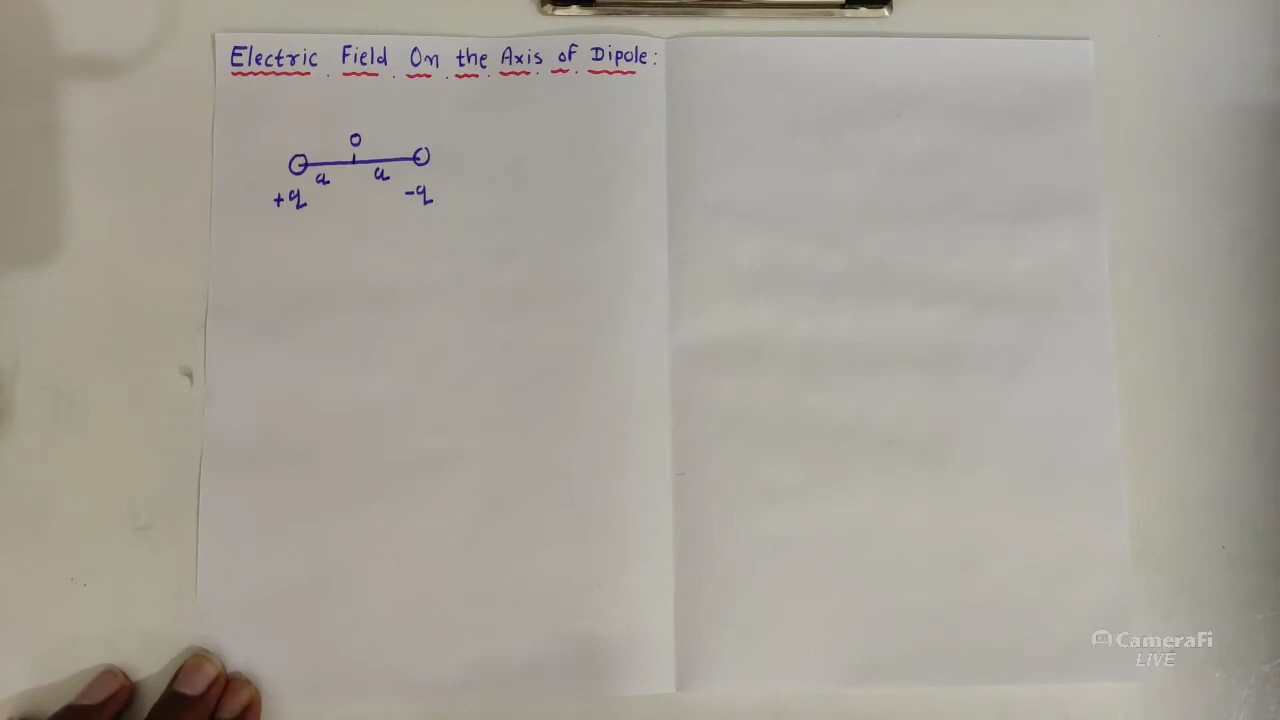 Electric Field On the Axis of Dipole:
O
a a
+q -q
CameraFi
LIVE